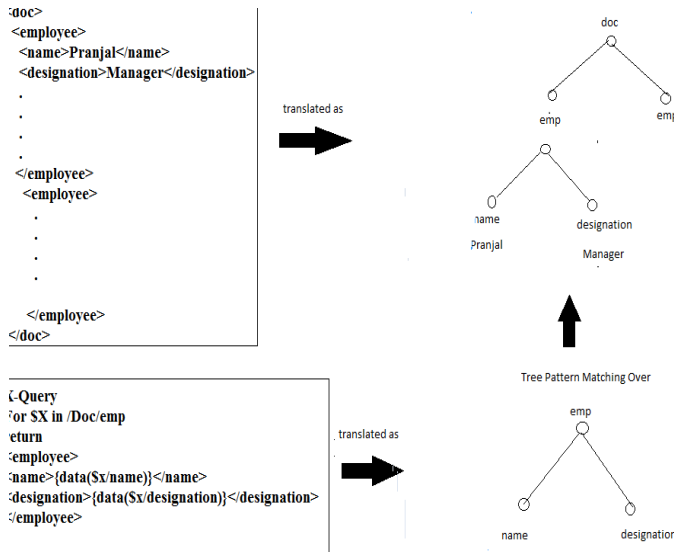 <doc>
<employee>
<name>Pranjal</name>
<designation>Manager</designation>
.
.
.
.
</employee>
<employee>
.
.
.
.
</employee>
</doc>
translated as
doc
emp
emp
name
designation
Pranjal
Manager
X-Query
For $X in /Doc/emp
return
<employee>
<name>{data($x/name)}</name>
<designation>{data($x/designation)}</designation>
</employee>
translated as
Tree Pattern Matching Over
emp
name
designation